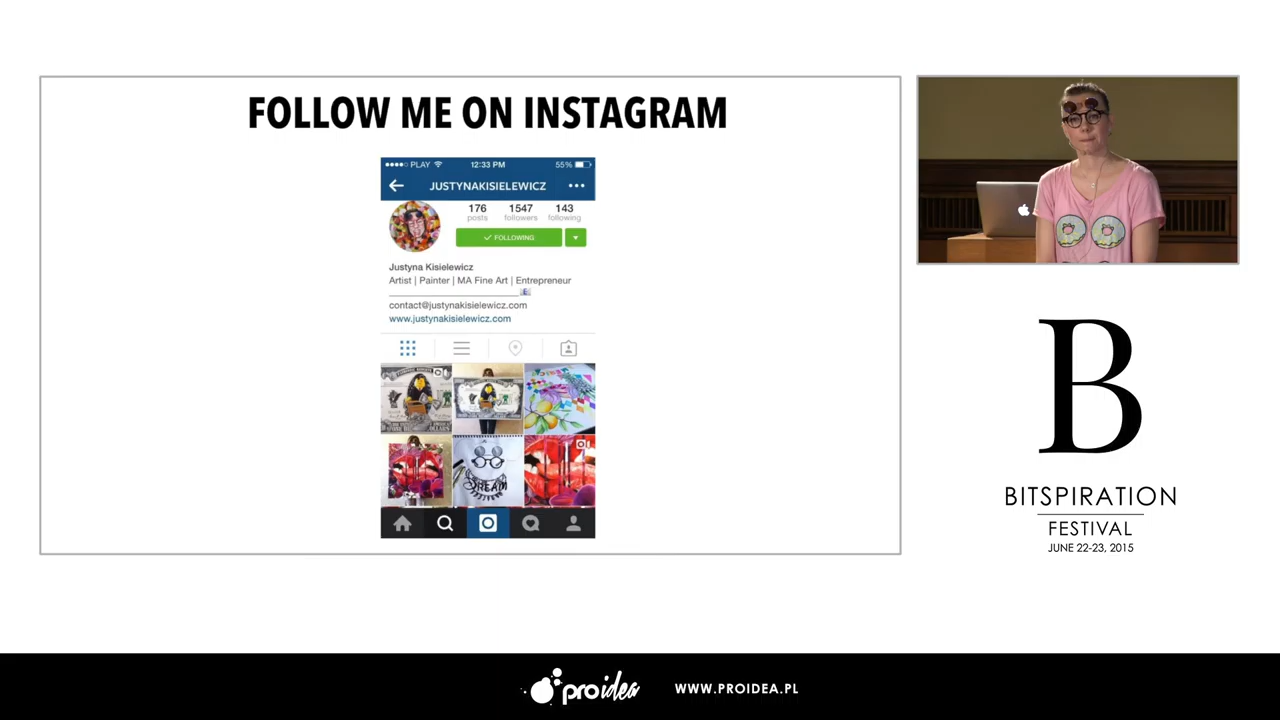 FOLLOW ME ON INSTAGRAM
PLAY 12:33 PM 55%
JUSTYNAKISIELEWICZ
176 1547 143
posts followers following
FOLLOWING
Justyna Kisielewicz
Artist | Painter | MA Fine Art | Entrepreneur
contact@justynakisielewicz.com
www.justynakisielewicz.com
DREAM
B
BITSPIRATION
FESTIVAL
JUNE 22-23, 2015
proidea
WWW.PROIDEA.PL